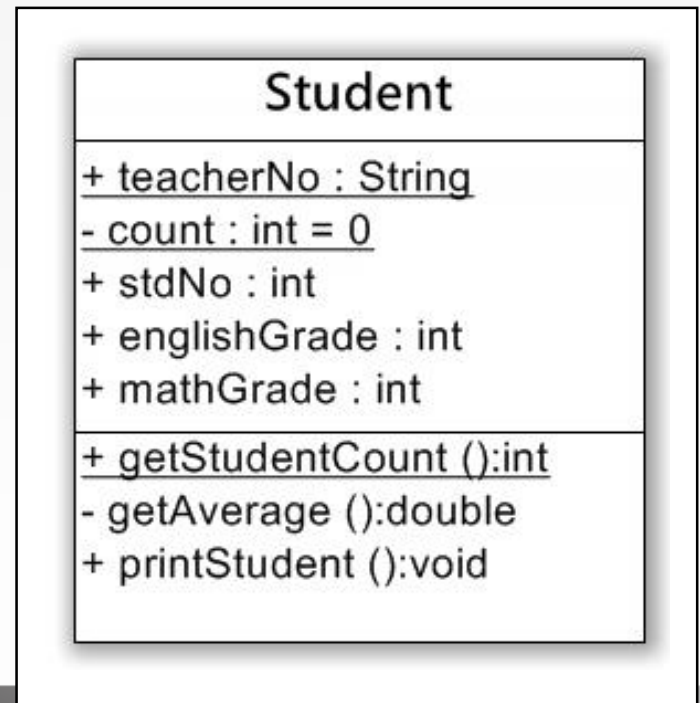 Student
+ teacherNo : String
- count : int = 0
+ stdNo : int
+ englishGrade : int
+ mathGrade : int
+ getStudentCount ():int
- getAverage ():double
+ printStudent ():void